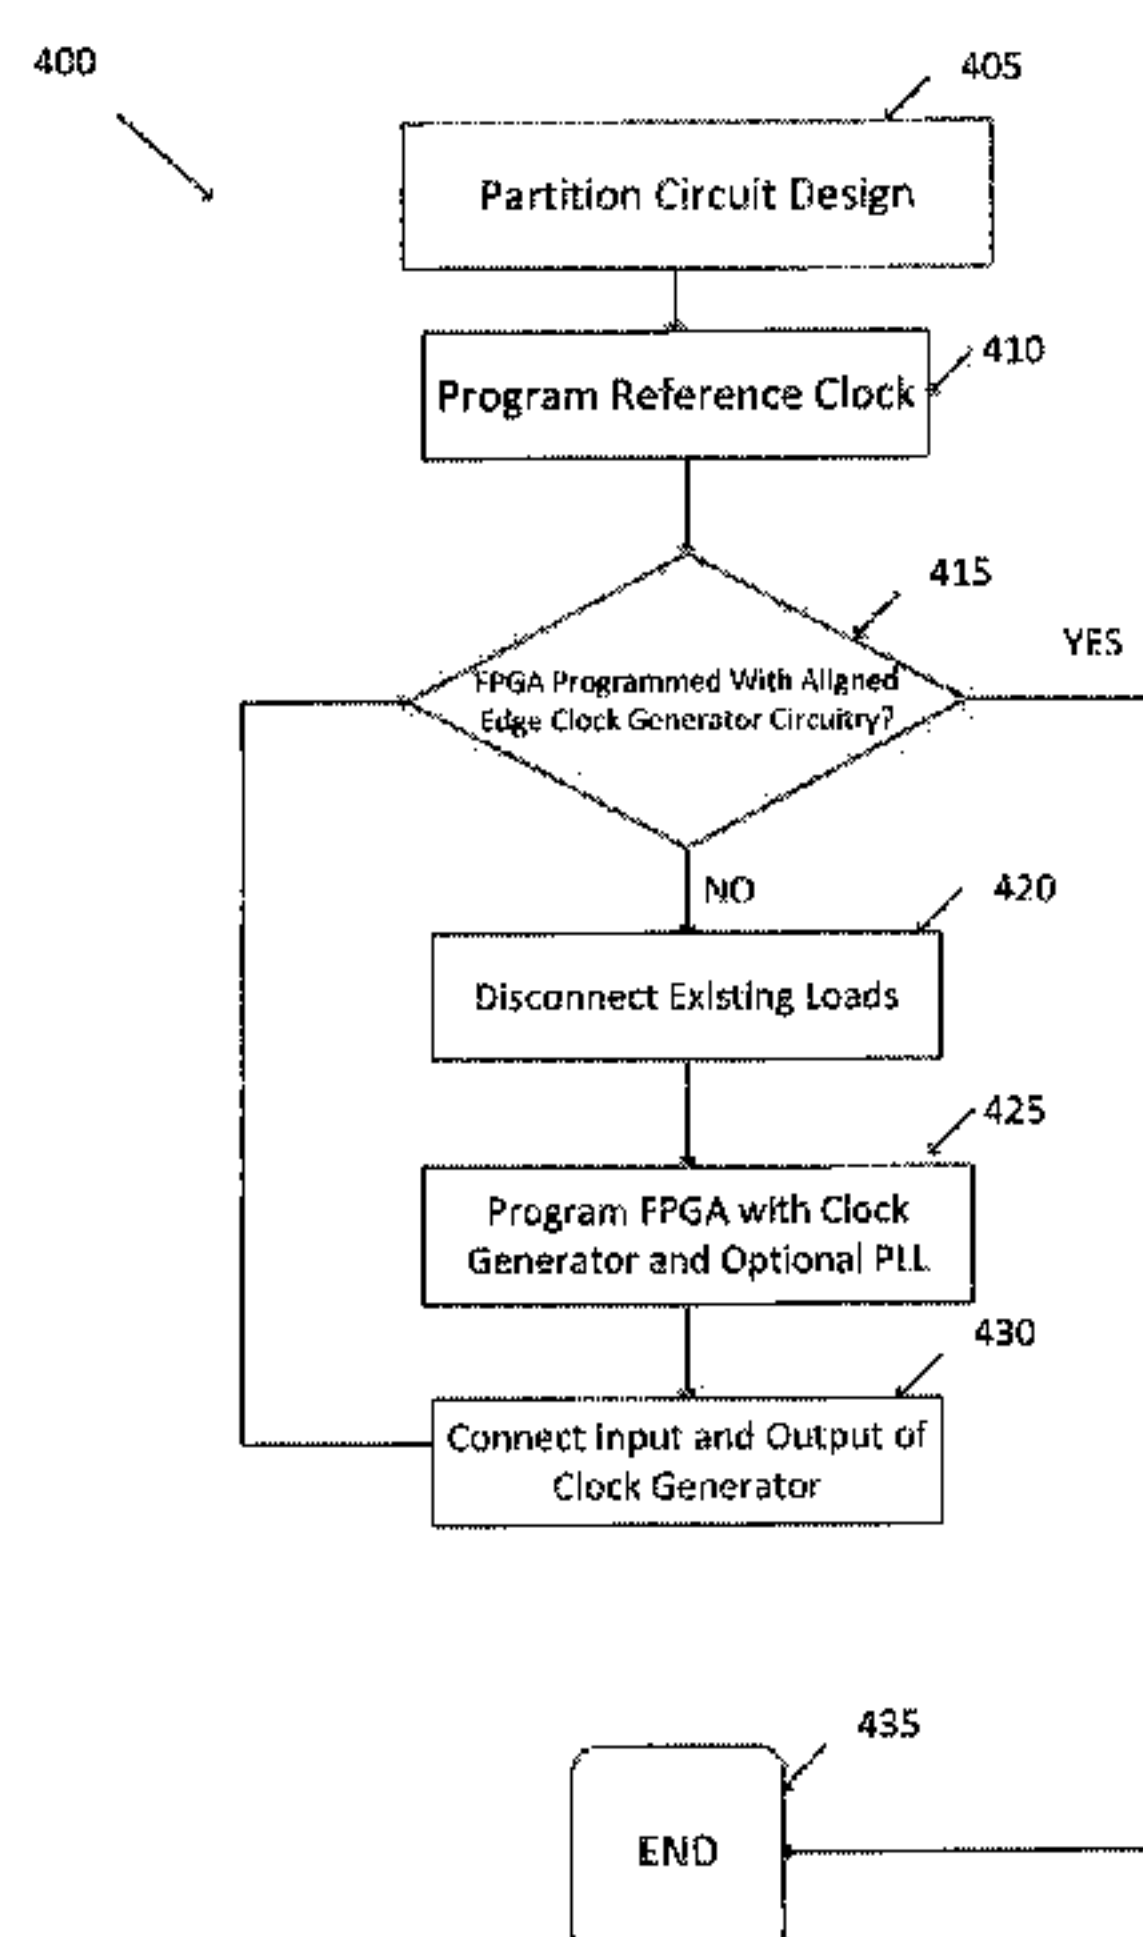 400
405
Partition Circuit Design
410
Program Reference Clock
415
YES
FPGA Programmed With Aligned
Edge Clock Generator Circuitry?
NO
420
Disconnect Existing Loads
425
Program FPGA with Clock
Generator and Optional PLL
430
Connect Input and Output of
Clock Generator
435
END